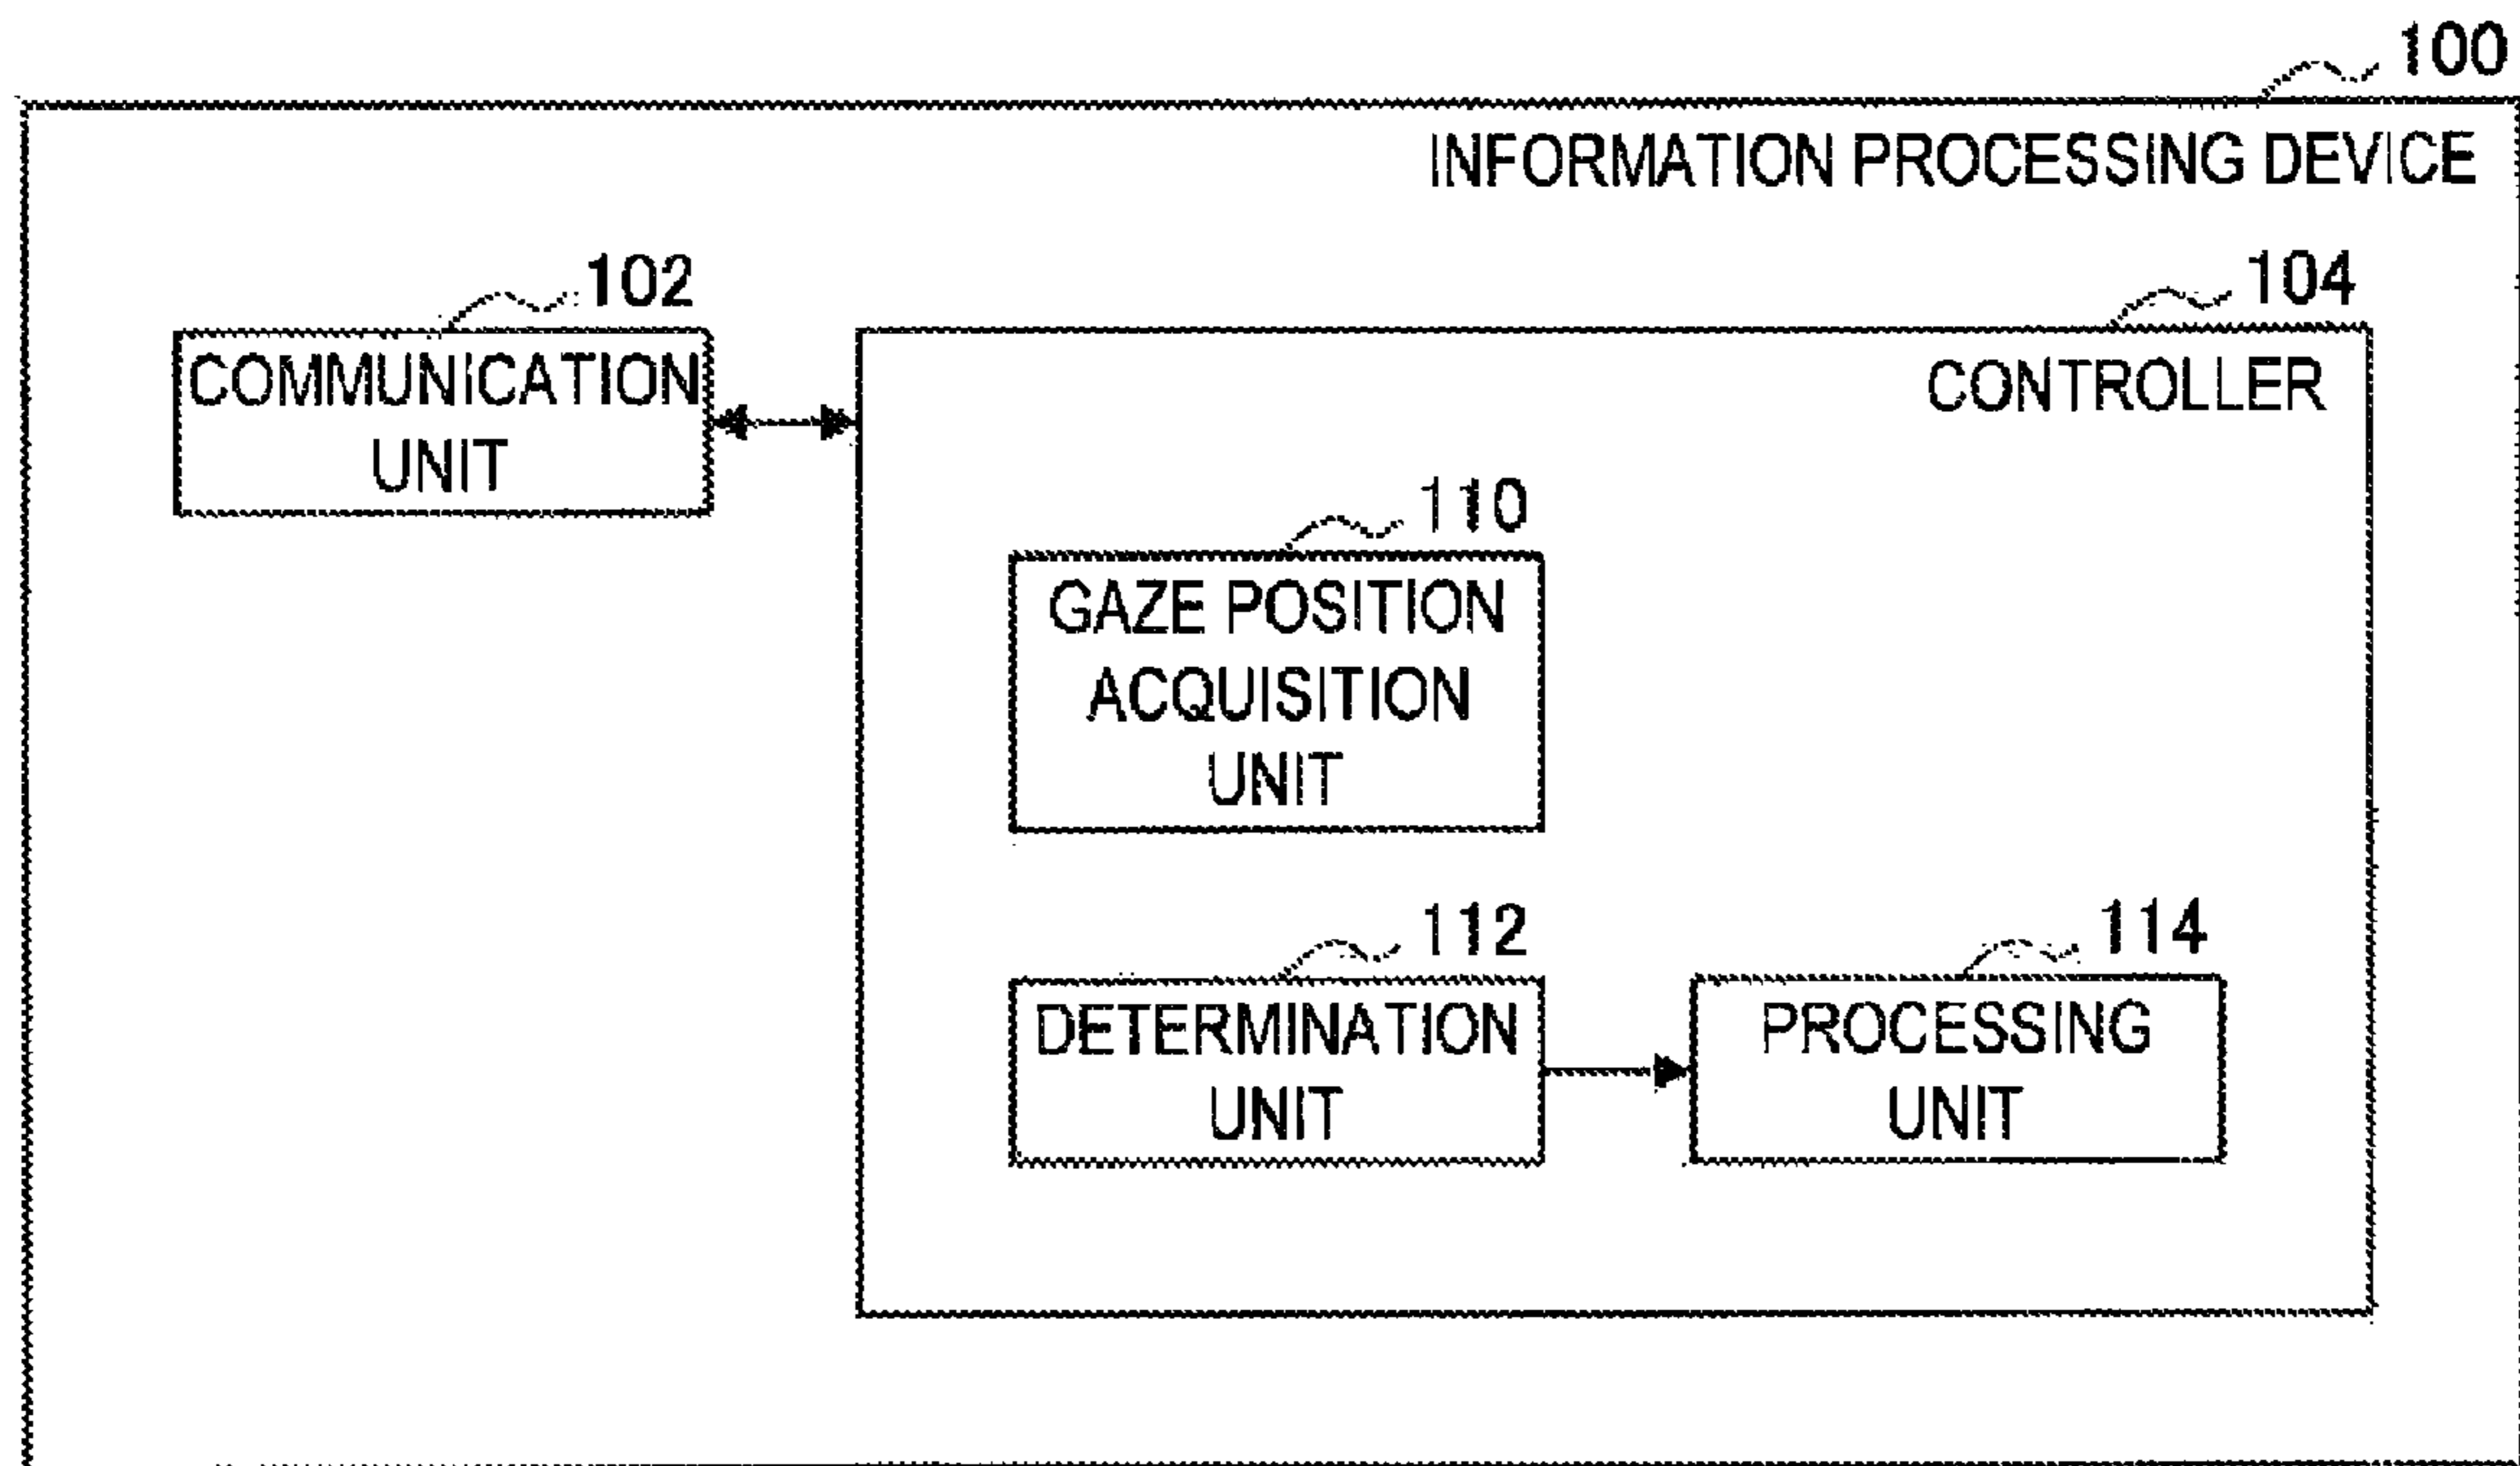 100
INFORMATION PROCESSING DEVICE
102
COMMUNICATION
UNIT
104
CONTROLLER
110
GAZE POSITION
ACQUISITION
UNIT
112
DETERMINATION
UNIT
114
PROCESSING
UNIT